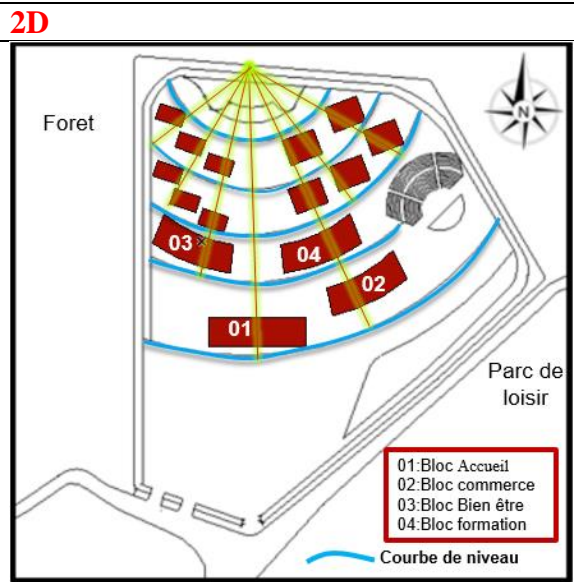 2D
Foret
N
03
04
02
01
Parc de
loisir
01:Bloc Accueil
02:Bloc commerce
03:Bloc Bien être
04:Bloc formation
Courbe de niveau